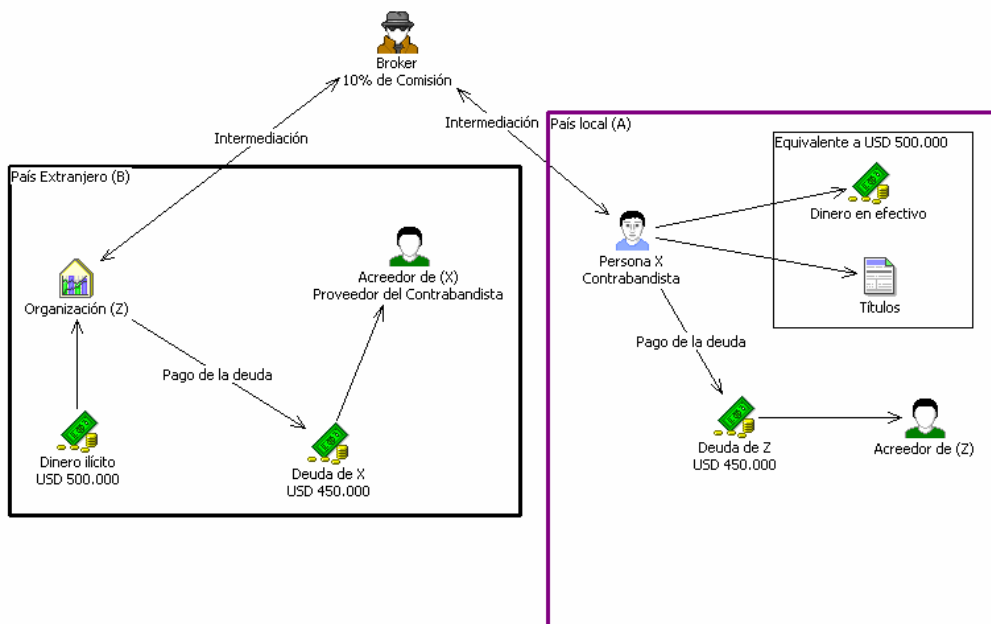 Broker
10% de Comisión
Intermediación
Intermediación
País Extranjero (B)
Organización (Z)
Acreedor de (X)
Proveedor del Contrabandista
Pago de la deuda
Dinero ilícito
USD 500.000
Deuda de X
USD 450.000
País local (A)
Equivalente a USD 500.000
Dinero en efectivo
Persona X
Contrabandista
Títulos
Pago de la deuda
Deuda de Z
USD 450.000
Acreedor de (Z)